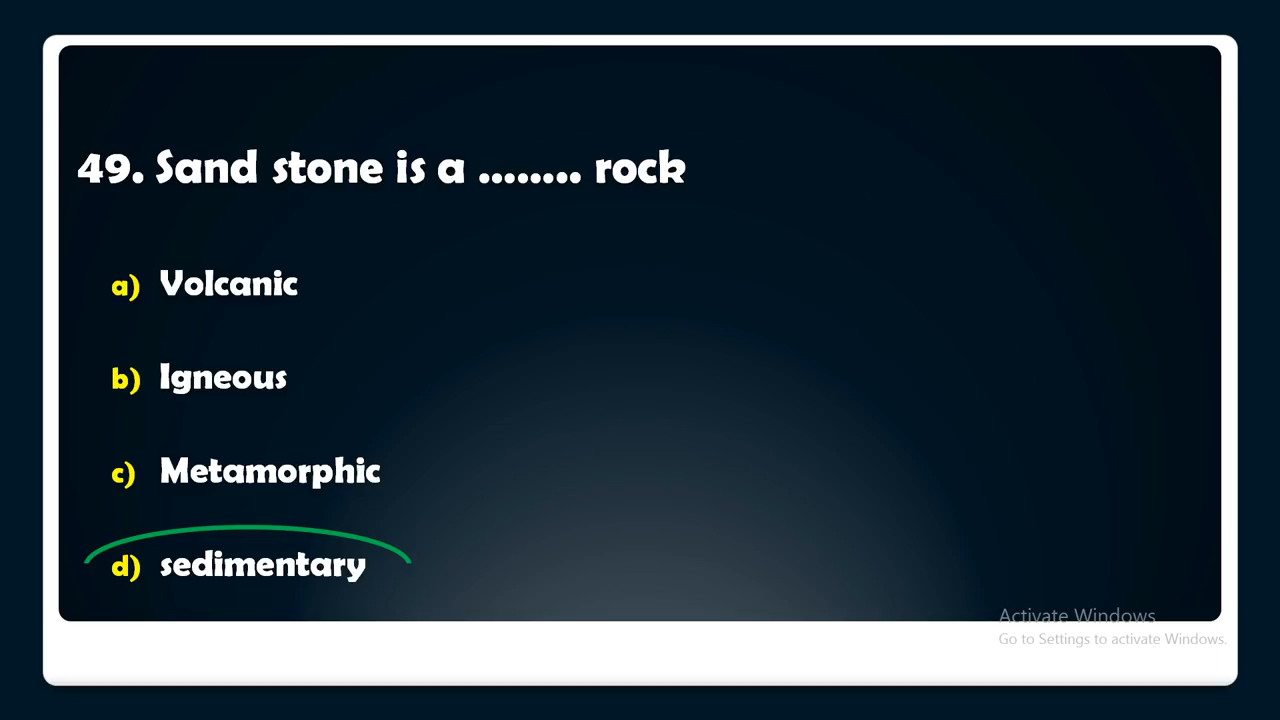 49. Sand stone is a ........ rock
a) Volcanic
b) Igneous
c) Metamorphic
d) sedimentary
Activate Windows
Go to Settings to activate Windows.